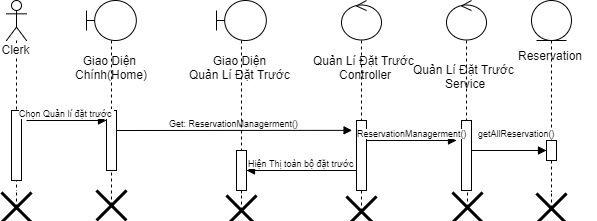 Clerk
Giao Diện
Chính(Home)
Giao Diện
Quản Lí Đặt Trước
Quản Lí Đặt Trước
Controller
Quản Lí Đặt Trước
Service
Reservation
Chọn Quản lí đặt trước
Get: ReservationManagerment()
ReservationManagerment()
getAllReservation()
Hiện Thị toàn bộ đặt trước